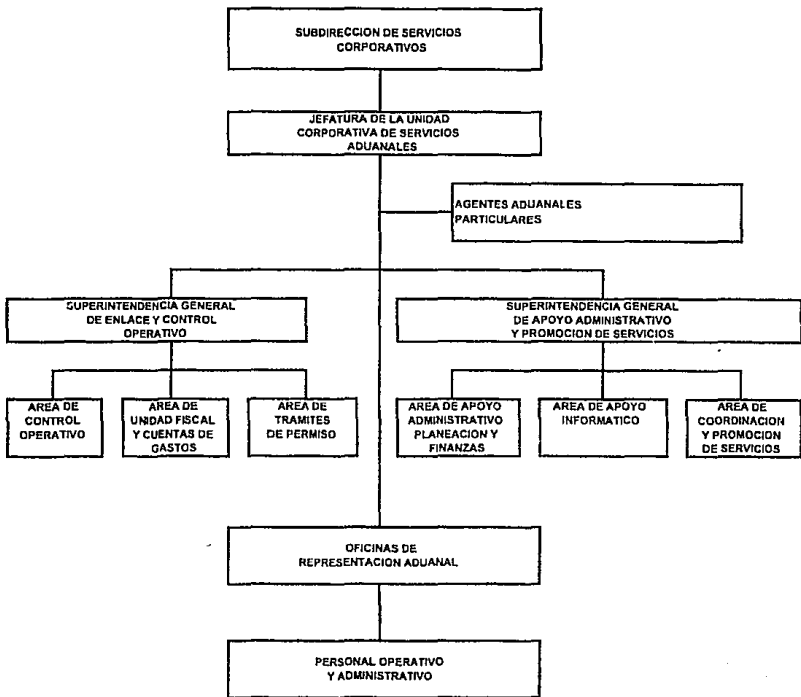 SUBDIRECCION DE SERVICIOS
CORPORATIVOS
JEFATURA DE LA UNIDAD
CORPORATIVA DE SERVICIOS
ADUANALES
AGENTES ADUANALES
PARTICULARES
SUPERINTENDENCIA GENERAL
DE ENLACE Y CONTROL
OPERATIVO
SUPERINTENDENCIA GENERAL
DE APOYO ADMINISTRATIVO
Y PROMOCION DE SERVICIOS
AREA DE
CONTROL
OPERATIVO
AREA DE
UNIDAD FISCAL
Y CUENTAS DE
GASTOS
AREA DE
TRAMITES
DE PERMISO
AREA DE APOYO
ADMINISTRATIVO
PLANEACION Y
FINANZAS
AREA DE APOYO
INFORMATICO
AREA DE
COORDINACION
Y PROMOCION
DE SERVICIOS
OFICINAS DE
REPRESENTACION ADUANAL
PERSONAL OPERATIVO
Y ADMINISTRATIVO